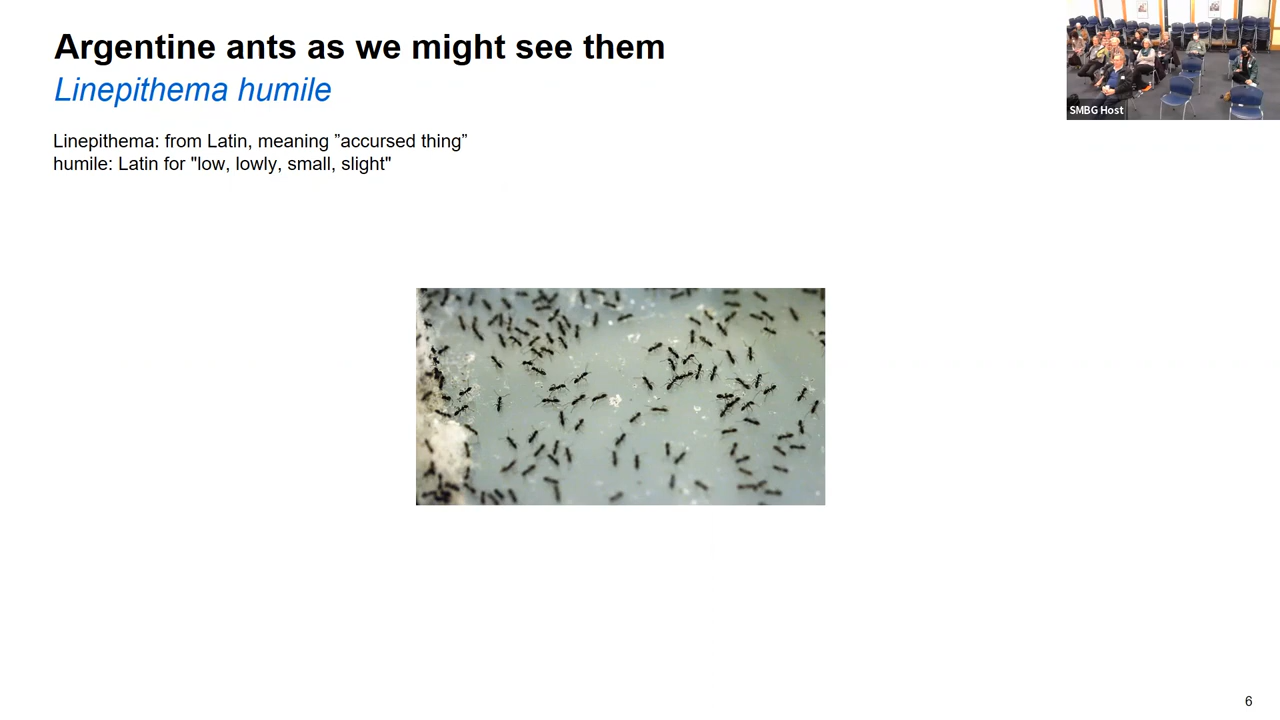 Argentine ants as we might see them
Linepithema humile
Linepithema: from Latin, meaning ”accursed thing”
humile: Latin for "low, lowly, small, slight"
SMBG Host
6